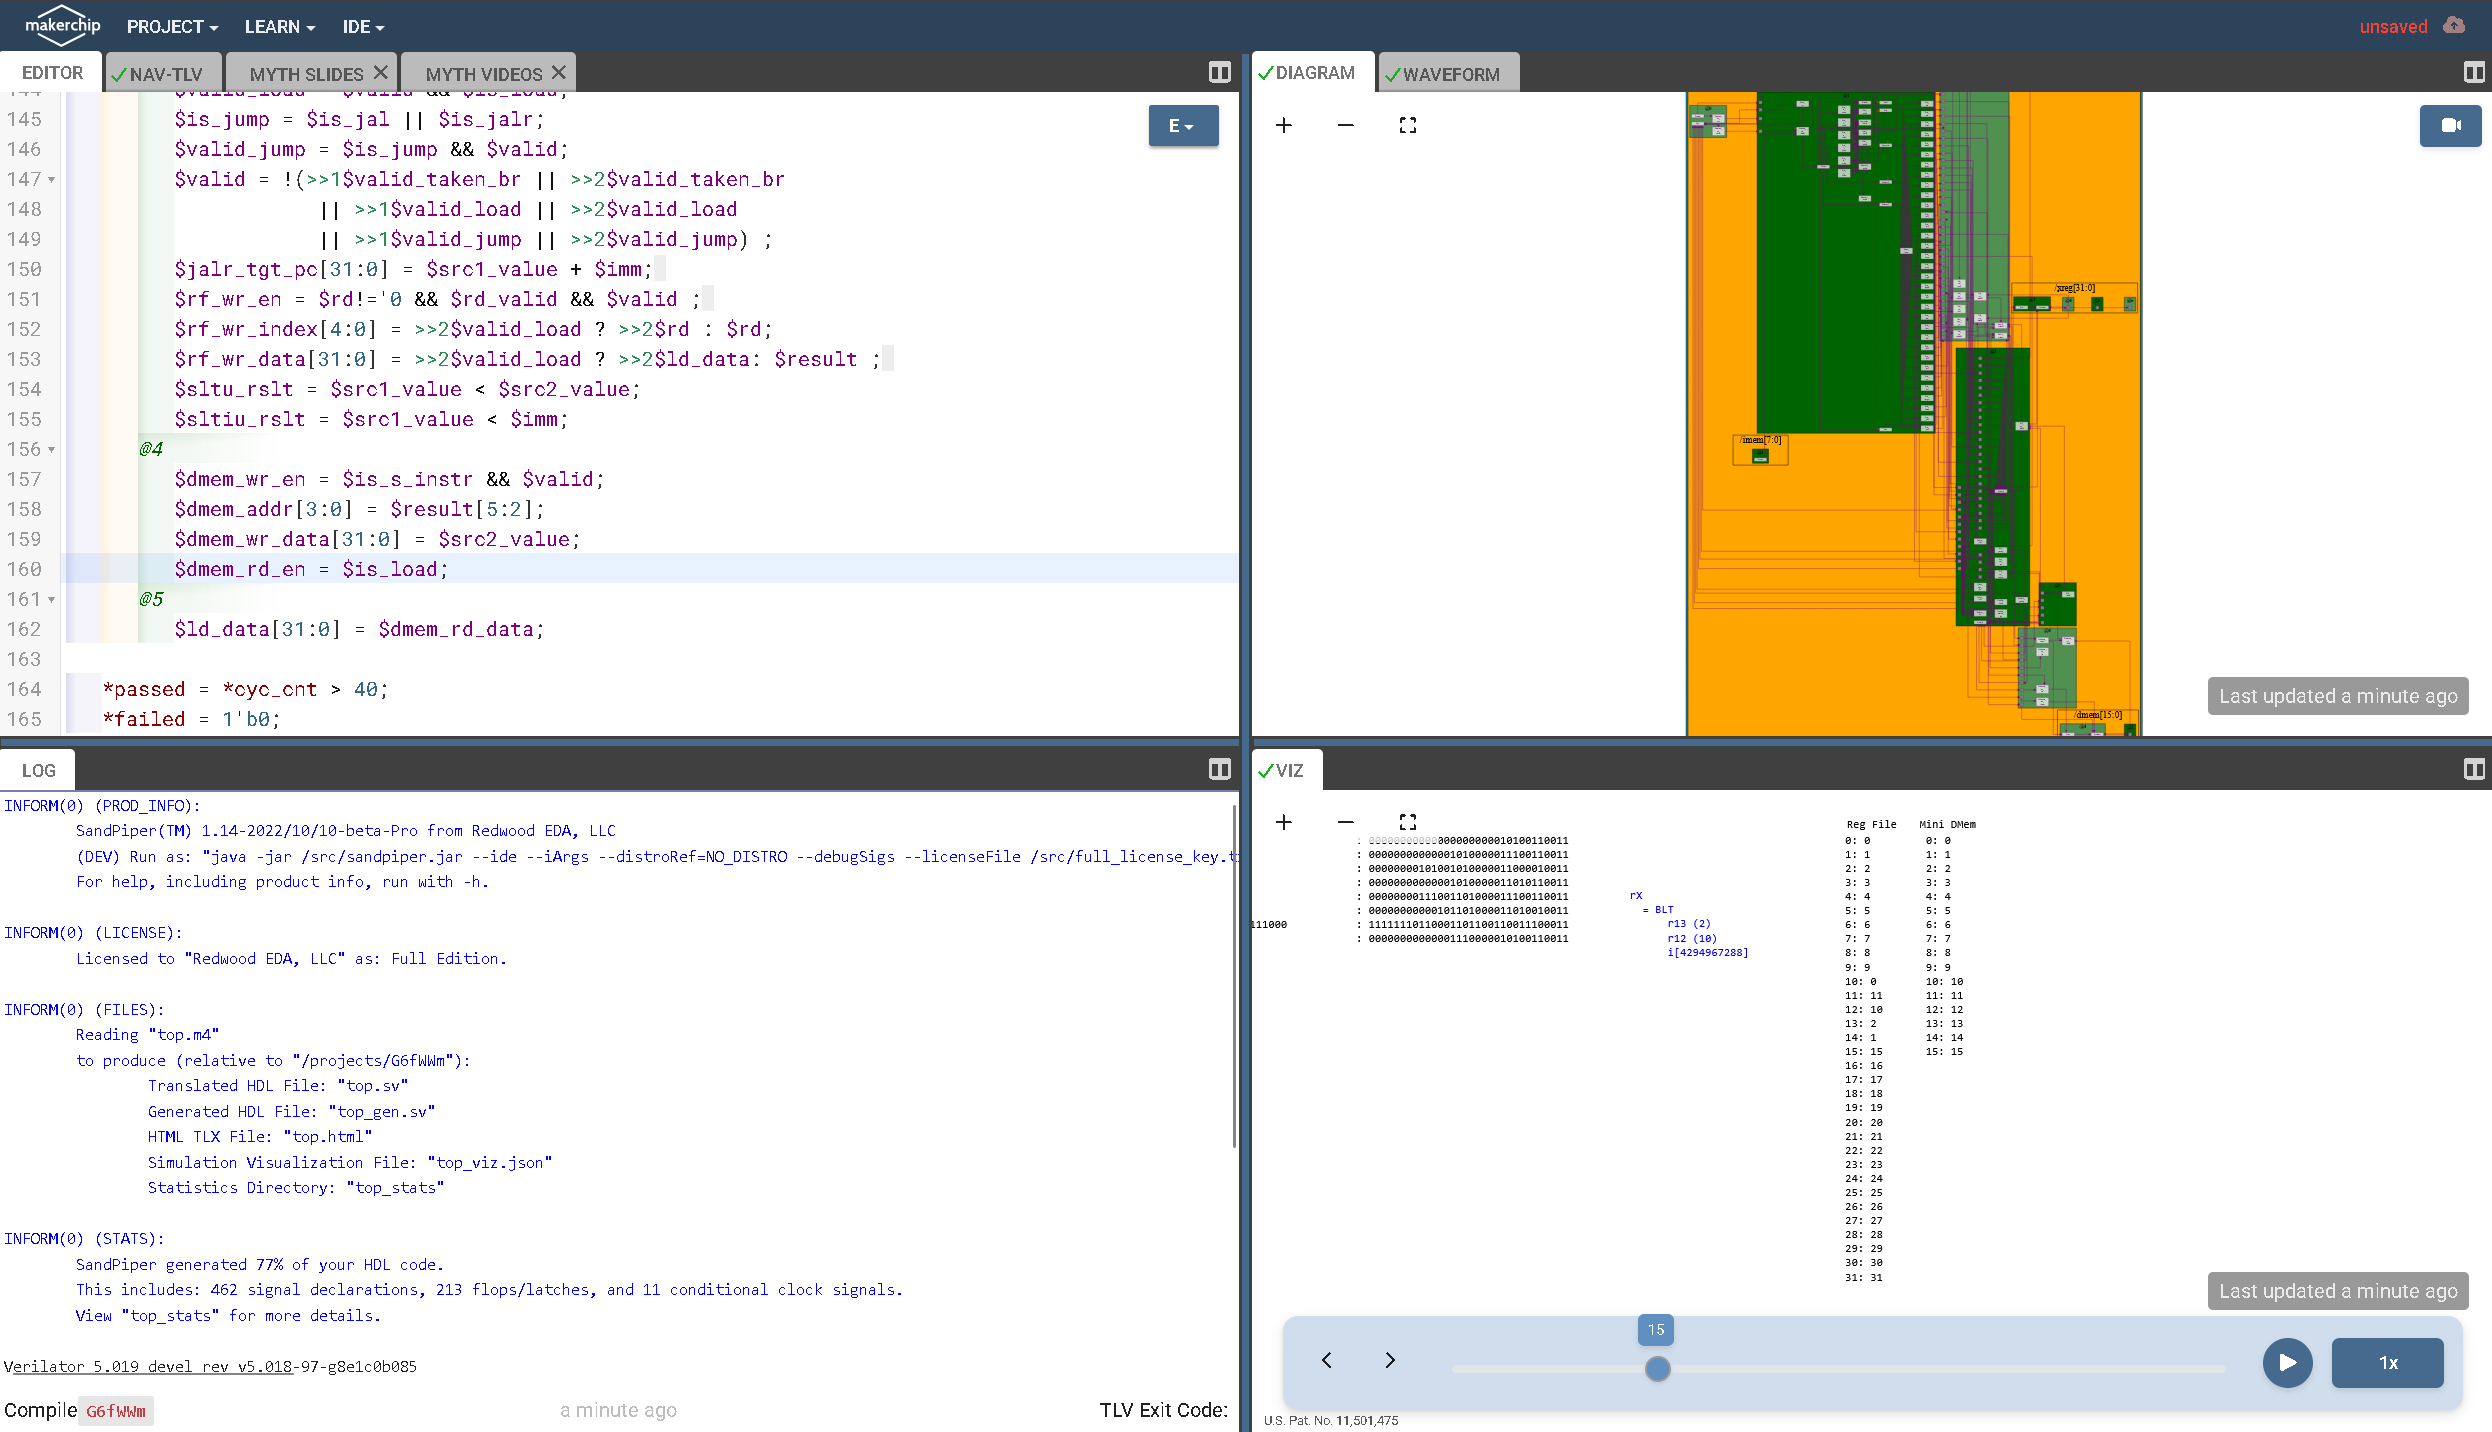 makerchip PROJECT LEARN IDE unsaved
EDITOR NAV-TLV MYTH SLIDES MYTH VIDEOS
144 $valid_load = $valid && $is_load;
145 $is_jump = $is_jal || $is_jalr;
146 $valid_jump = $is_jump && $valid;
147 $valid = !(>>1$valid_taken_br || >>2$valid_taken_br
148 || >>1$valid_load || >>2$valid_load
149 || >>1$valid_jump || >>2$valid_jump) ;
150 $jalr_tgt_pc[31:0] = $src1_value + $imm;
151 $rf_wr_en = $rd!='0 && $rd_valid && $valid ;
152 $rf_wr_index[4:0] = >>2$valid_load ? >>2$rd : $rd;
153 $rf_wr_data[31:0] = >>2$valid_load ? >>2$ld_data: $result ;
154 $sltu_rslt = $src1_value < $src2_value;
155 $sltiu_rslt = $src1_value < $imm;
156 @4
157 $dmem_wr_en = $is_s_instr && $valid;
158 $dmem_addr[3:0] = $result[5:2];
159 $dmem_wr_data[31:0] = $src2_value;
160 $dmem_rd_en = $is_load;
161 @5
162 $ld_data[31:0] = $dmem_rd_data;
163
164 *passed = *cyc_cnt > 40;
165 *failed = 1'b0;
E
DIAGRAM WAVEFORM
/xreg[31:0]
/imem[7:0]
/dmem[15:0]
Last updated a minute ago
LOG
INFORM(0) (PROD_INFO):
SandPiper(TM) 1.14-2022/10/10-beta-Pro from Redwood EDA, LLC
(DEV) Run as: "java -jar /src/sandpiper.jar --ide --iArgs --distroRef=NO_DISTRO --debugSigs --licenseFile /src/full_license_key.t
For help, including product info, run with -h.
INFORM(0) (LICENSE):
Licensed to "Redwood EDA, LLC" as: Full Edition.
INFORM(0) (FILES):
Reading "top.m4"
to produce (relative to "/projects/G6fWWm"):
Translated HDL File: "top.sv"
Generated HDL File: "top_gen.sv"
HTML TLX File: "top.html"
Simulation Visualization File: "top_viz.json"
Statistics Directory: "top_stats"
INFORM(0) (STATS):
SandPiper generated 77% of your HDL code.
This includes: 462 signal declarations, 213 flops/latches, and 11 conditional clock signals.
View "top_stats" for more details.
Verilator 5.019 devel rev v5.018-97-g8e1c0b085
Compile G6fWWm a minute ago TLV Exit Code:
VIZ
: 00000000000000000000010100110011
: 00000000000001010000011100110011
: 00000000101001010000011000010011
: 00000000000001010000011010110011
: 00000000111001101000011100110011
: 00000000000101101000011010010011
111000 : 11111110110001101100110011100011
: 00000000000001110000010100110011
rX
= BLT
r13 (2)
r12 (10)
i[4294967288]
Reg File Mini DMem
0: 0 0: 0
1: 1 1: 1
2: 2 2: 2
3: 3 3: 3
4: 4 4: 4
5: 5 5: 5
6: 6 6: 6
7: 7 7: 7
8: 8 8: 8
9: 9 9: 9
10: 0 10: 10
11: 11 11: 11
12: 10 12: 12
13: 2 13: 13
14: 1 14: 14
15: 15 15: 15
16: 16
17: 17
18: 18
19: 19
20: 20
21: 21
22: 22
23: 23
24: 24
25: 25
26: 26
27: 27
28: 28
29: 29
30: 30
31: 31
Last updated a minute ago
15
1x
U.S. Pat. No. 11,501,475